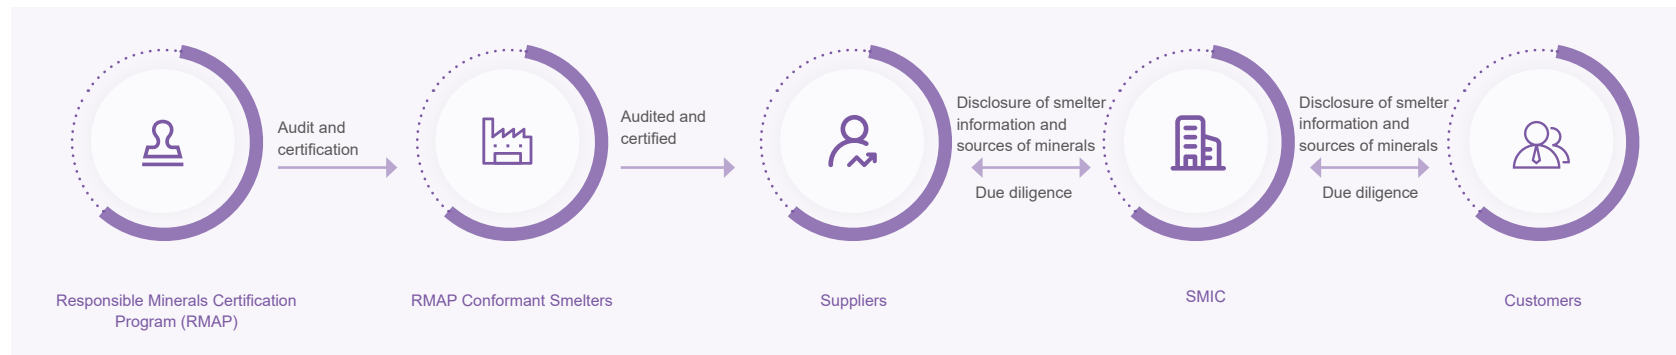 Audit and
certification
Audited and
certified
Disclosure of smelter
information and
sources of minerals
Due diligence
Disclosure of smelter
information and
sources of minerals
Due diligence
Responsible Minerals Certification
Program (RMAP)
RMAP Conformant Smelters
Suppliers
SMIC
Customers